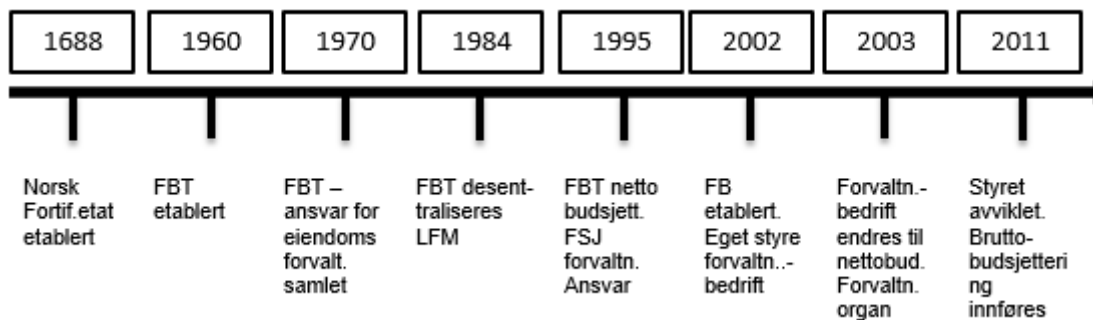 1688
1960
1970
1984
1995
2002
2003
2011
Norsk
Fortif.etat
etablert
FBT
etablert
FBT –
ansvar for
eiendoms
forvalt.
samlet
FBT desent-
traliseres
LFM
FBT netto
budsjett.
FSJ
forvaltn.
Ansvar
FB
etablert.
Eget styre
forvaltn..-
bedrift
Forvaltn.-
bedrift
endres til
nettobud.
Forvaltn.
organ
Styret
avviklet.
Brutto-
budsjetteri
ng
innføres